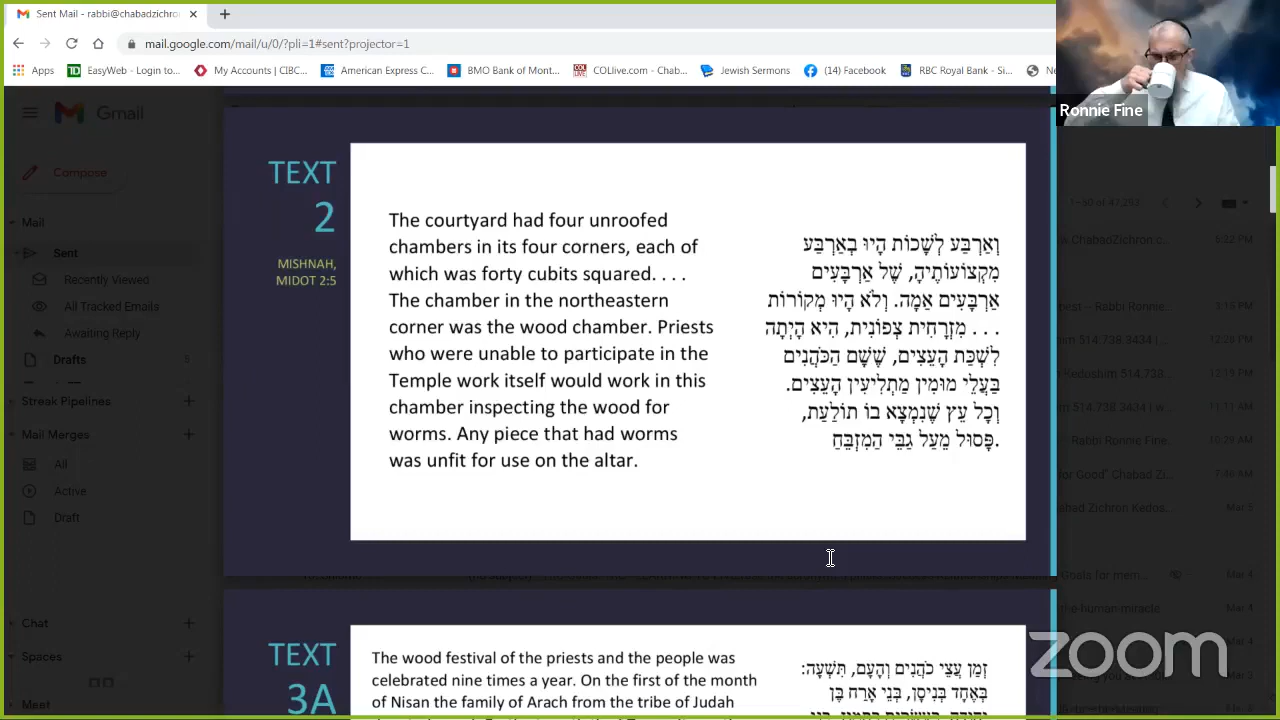 Sent Mail - rabbi@chabadzichron
mail.google.com/mail/u/0/?pli=1#sent?projector=1
Apps
EasyWeb - Login to...
My Accounts | CIBC...
American Express C...
BMO Bank of Mont...
COLlive.com - Chab...
Jewish Sermons
(14) Facebook
RBC Royal Bank - Si...
Ronnie Fine
Gmail
Compose
Mail
Sent
Recently Viewed
All Tracked Emails
Awaiting Reply
Drafts
Streak Pipelines
Mail Merges
All
Active
Draft
Chat
Spaces
Meet
TEXT
2
MISHNAH,
MIDOT 2:5
The courtyard had four unroofed
chambers in its four corners, each of
which was forty cubits squared. . . .
The chamber in the northeastern
corner was the wood chamber. Priests
who were unable to participate in the
Temple work itself would work in this
chamber inspecting the wood for
worms. Any piece that had worms
was unfit for use on the altar.
וְאַרְבַּע לְשָׁכוֹת הָיוּ בְאַרְבַּע
מִקְצוֹעוֹתֶיהָ, שֶׁל אַרְבָּעִים
אַרְבָּעִים אַמָּה. וְלֹא הָיוּ מְקוֹרוֹת
. . . מִזְרָחִית צְפוֹנִית, הִיא הָיְתָה
לִשְׁכַּת הָעֵצִים, שֶׁשָּׁם הַכֹּהֲנִים
בַּעֲלֵי מוּמִין מַתְלִיעִין הָעֵצִים.
וְכָל עֵץ שֶׁנִּמְצָא בוֹ תוֹלַעַת,
פָּסוּל מֵעַל גַּבֵּי הַמִזְבֵּחַ.
TEXT
3A
The wood festival of the priests and the people was
celebrated nine times a year. On the first of the month
of Nisan the family of Arach from the tribe of Judah
זְמַן עֲצֵי כֹהֲנִים וְהָעָם, תִּשְׁעָה:
בְּאֶחָד בְּנִיסָן, בְּנֵי אָרַח בֶּן
zoom